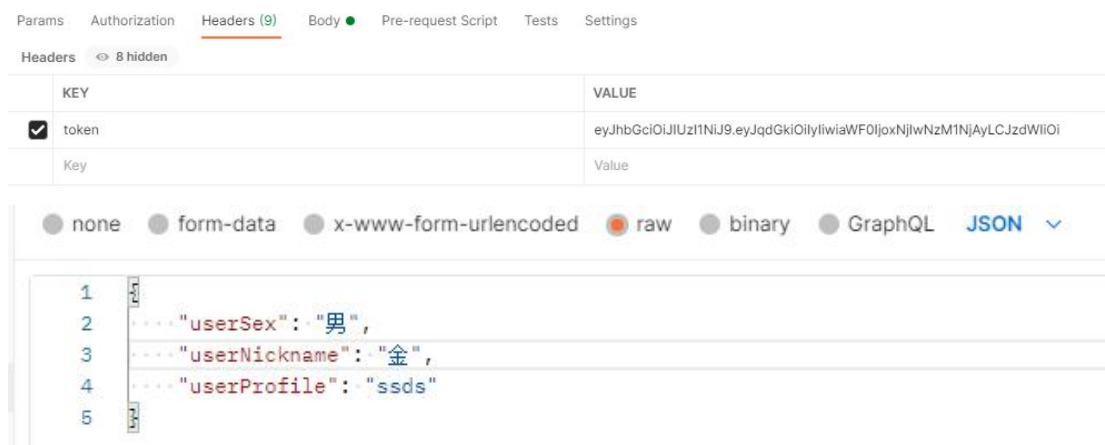 Params Authorization Headers (9) Body Pre-request Script Tests Settings
Headers 8 hidden
KEY VALUE
token eyJhbGciOiJIUzI1NiJ9.eyJqdGkiOiIyIiwiaWF0IjoxNjIwNzM1NjAyLCJzdWIiOi
Key Value
none form-data x-www-form-urlencoded raw binary GraphQL JSON
1 {
2 "userSex": "男",
3 "userNickname": "金",
4 "userProfile": "ssds"
5 }